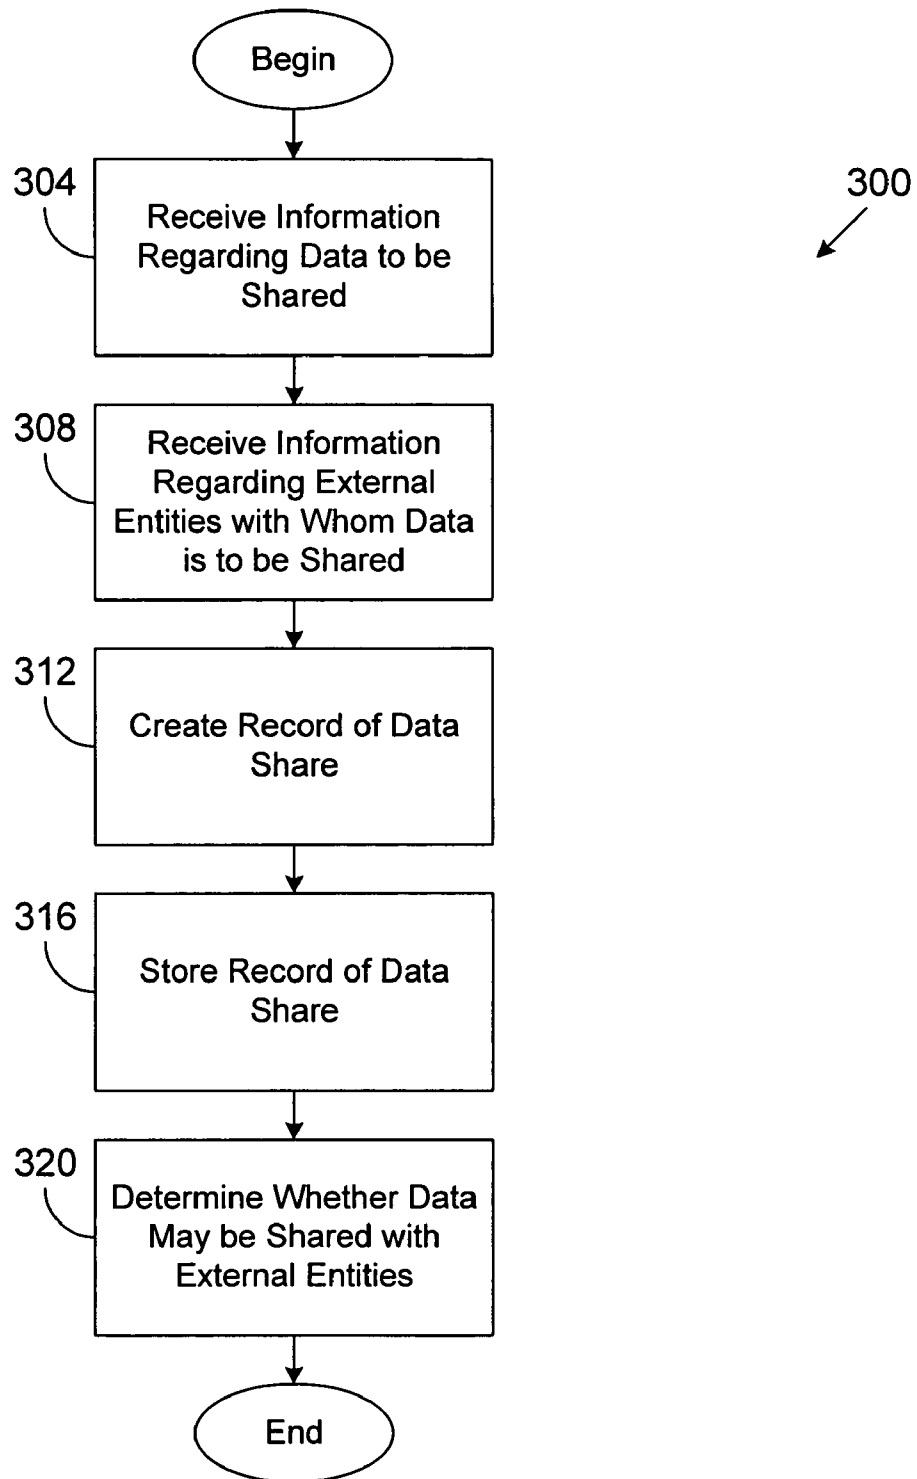 Begin
304
300
Receive Information
Regarding Data to be
Shared
308
Receive Information
Regarding External
Entities with Whom Data
is to be Shared
312
Create Record of Data
Share
316
Store Record of Data
Share
320
Determine Whether Data
May be Shared with
External Entities
End